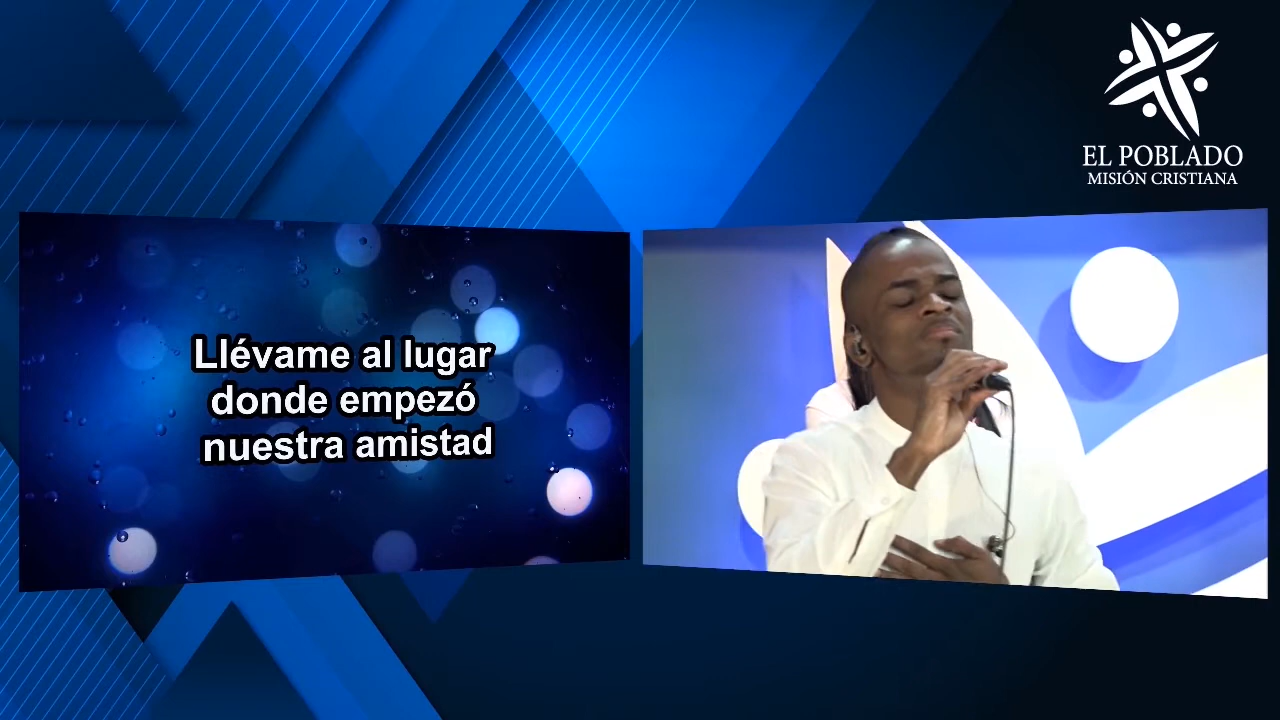 EL POBLADO
MISIÓN CRISTIANA
Llévame al lugar
donde empezó
nuestra amistad